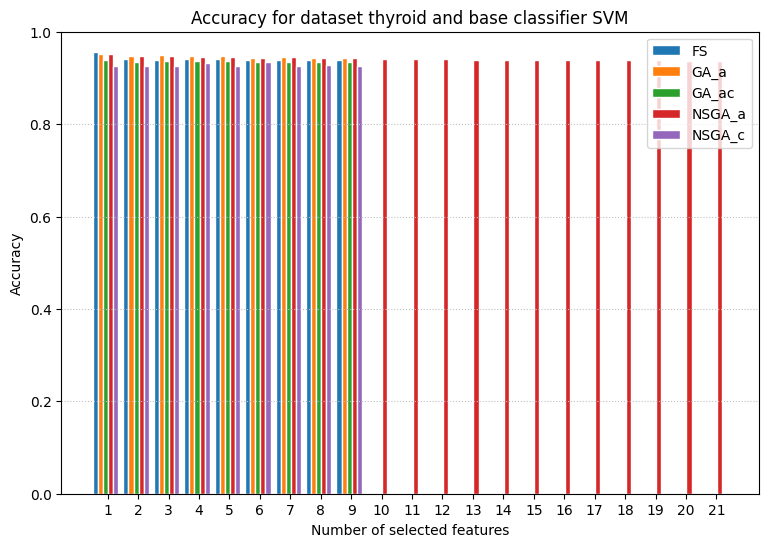 Accuracy for dataset thyroid and base classifier SVM
1.0
0.8
0.6
0.4
0.2
0.0
Accuracy
FS
GA_a
GA_ac
NSGA_a
NSGA_c
1 2 3 4 5 6 7 8 9 10 11 12 13 14 15 16 17 18 19 20 21
Number of selected features